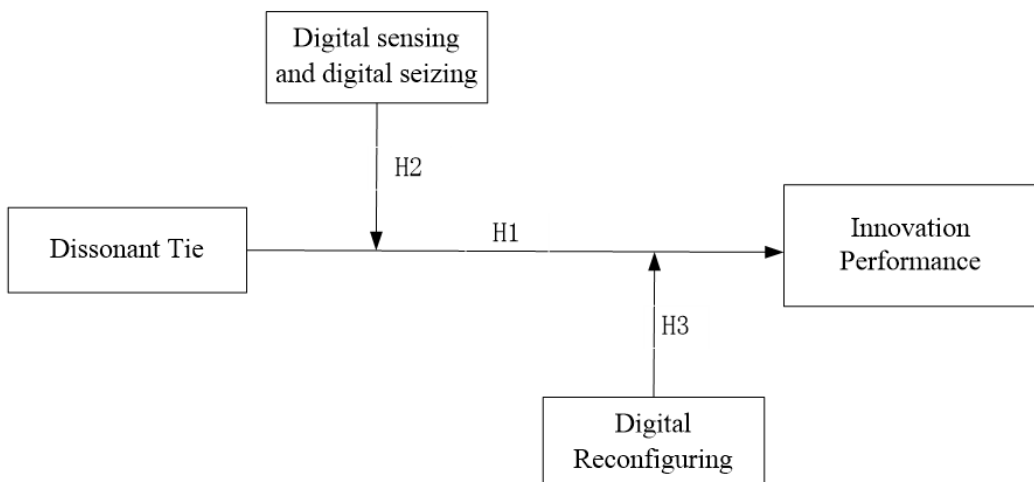 Digital sensing
and digital seizing
H2
Dissonant Tie
H1
Innovation
Performance
H3
Digital
Reconfiguring